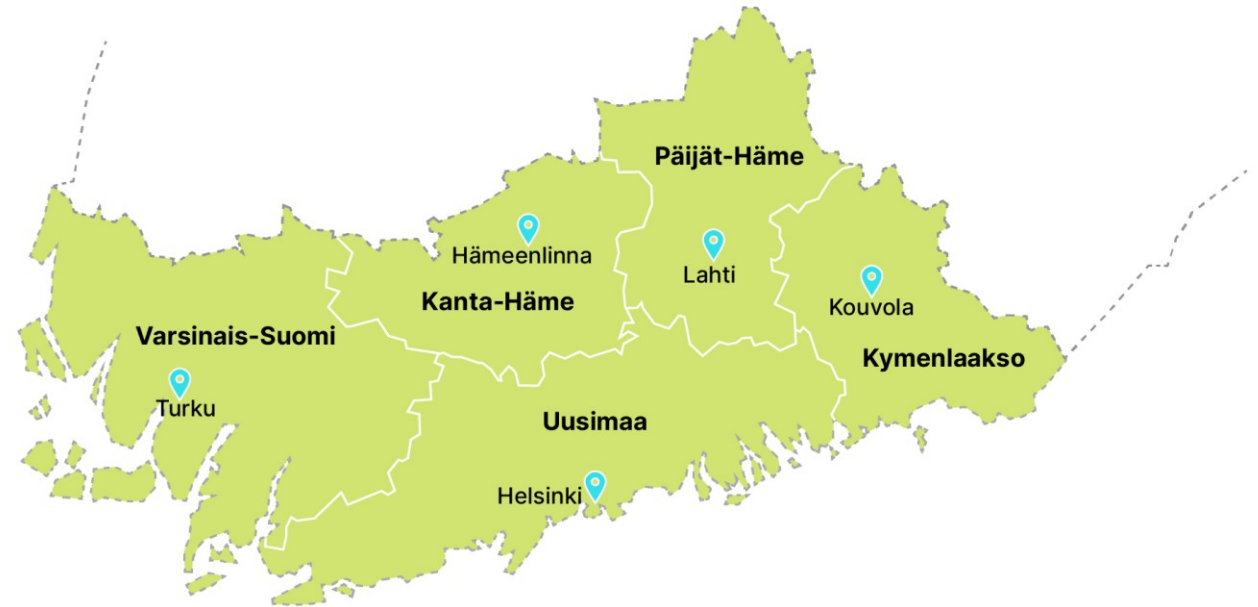 Päijät-Häme
Hämeenlinna
Lahti
Kanta-Häme
Kouvola
Varsinais-Suomi
Kymenlaakso
Turku
Uusimaa
Helsinki